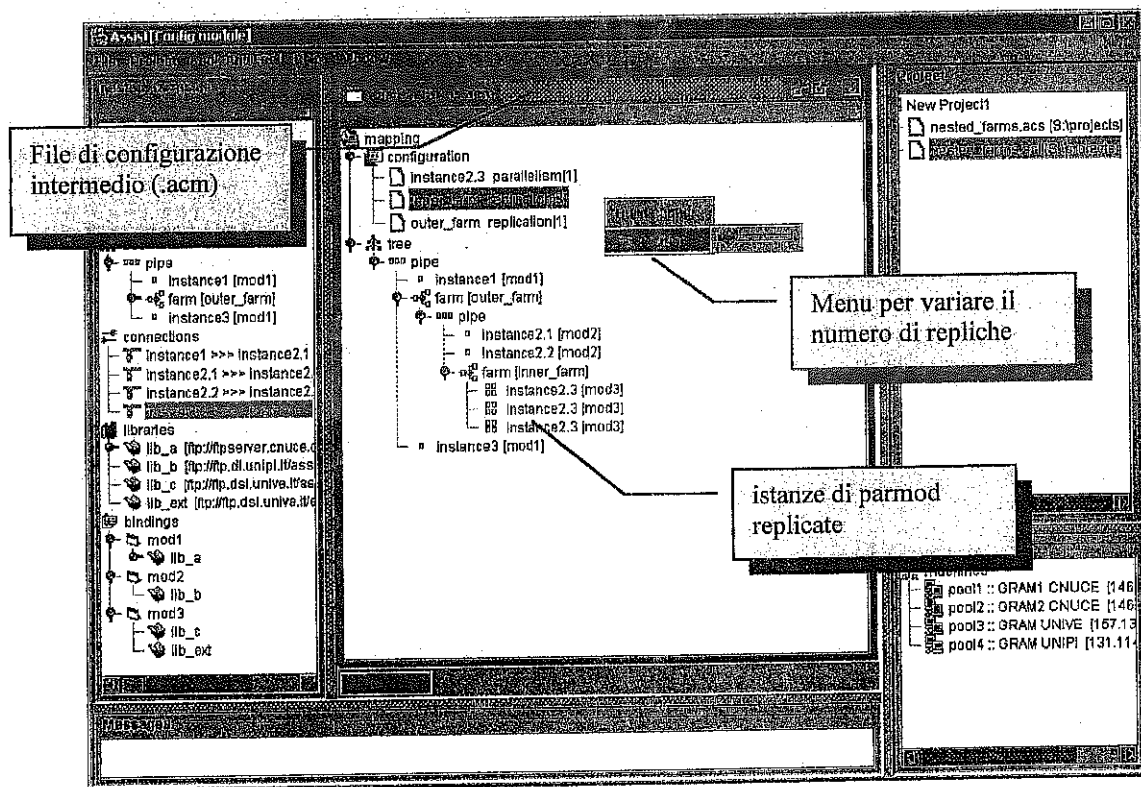 Assist [Config module]
File di configurazione
intermedio (.acm)
pipe
instance1 [mod1]
farm [outer_farm]
instance3 [mod1]
connections
instance1 >>> instance2.1
instance2.1 >>> instance2.
instance2.2 >>> instance2.
libraries
lib_a [ftp://ftpserver.cnuce.c
lib_b [ftp://ftp.di.unipi.it/ass
lib_c [ftp://ftp.dsi.unive.it/as
lib_ext [ftp://ftp.dsi.unive.it/e
bindings
mod1
lib_a
mod2
lib_b
mod3
lib_c
lib_ext
mapping
configuration
instance2.3 parallelism[1]
outer_farm replication[1]
tree
pipe
instance1 [mod1]
farm [outer_farm]
pipe
instance2.1 [mod2]
instance2.2 [mod2]
farm [inner_farm]
instance2.3 [mod3]
instance2.3 [mod3]
instance2.3 [mod3]
instance3 [mod1]
Menu per variare il
numero di repliche
istanze di parmod
replicate
Project
New Project1
nested_farms.acs [S:\projects]
pool1 :: GRAM1 CNUCE [146
pool2 :: GRAM2 CNUCE [146
pool3 :: GRAM UNIVE [157.13
pool4 :: GRAM UNIPI [131.114
Messages